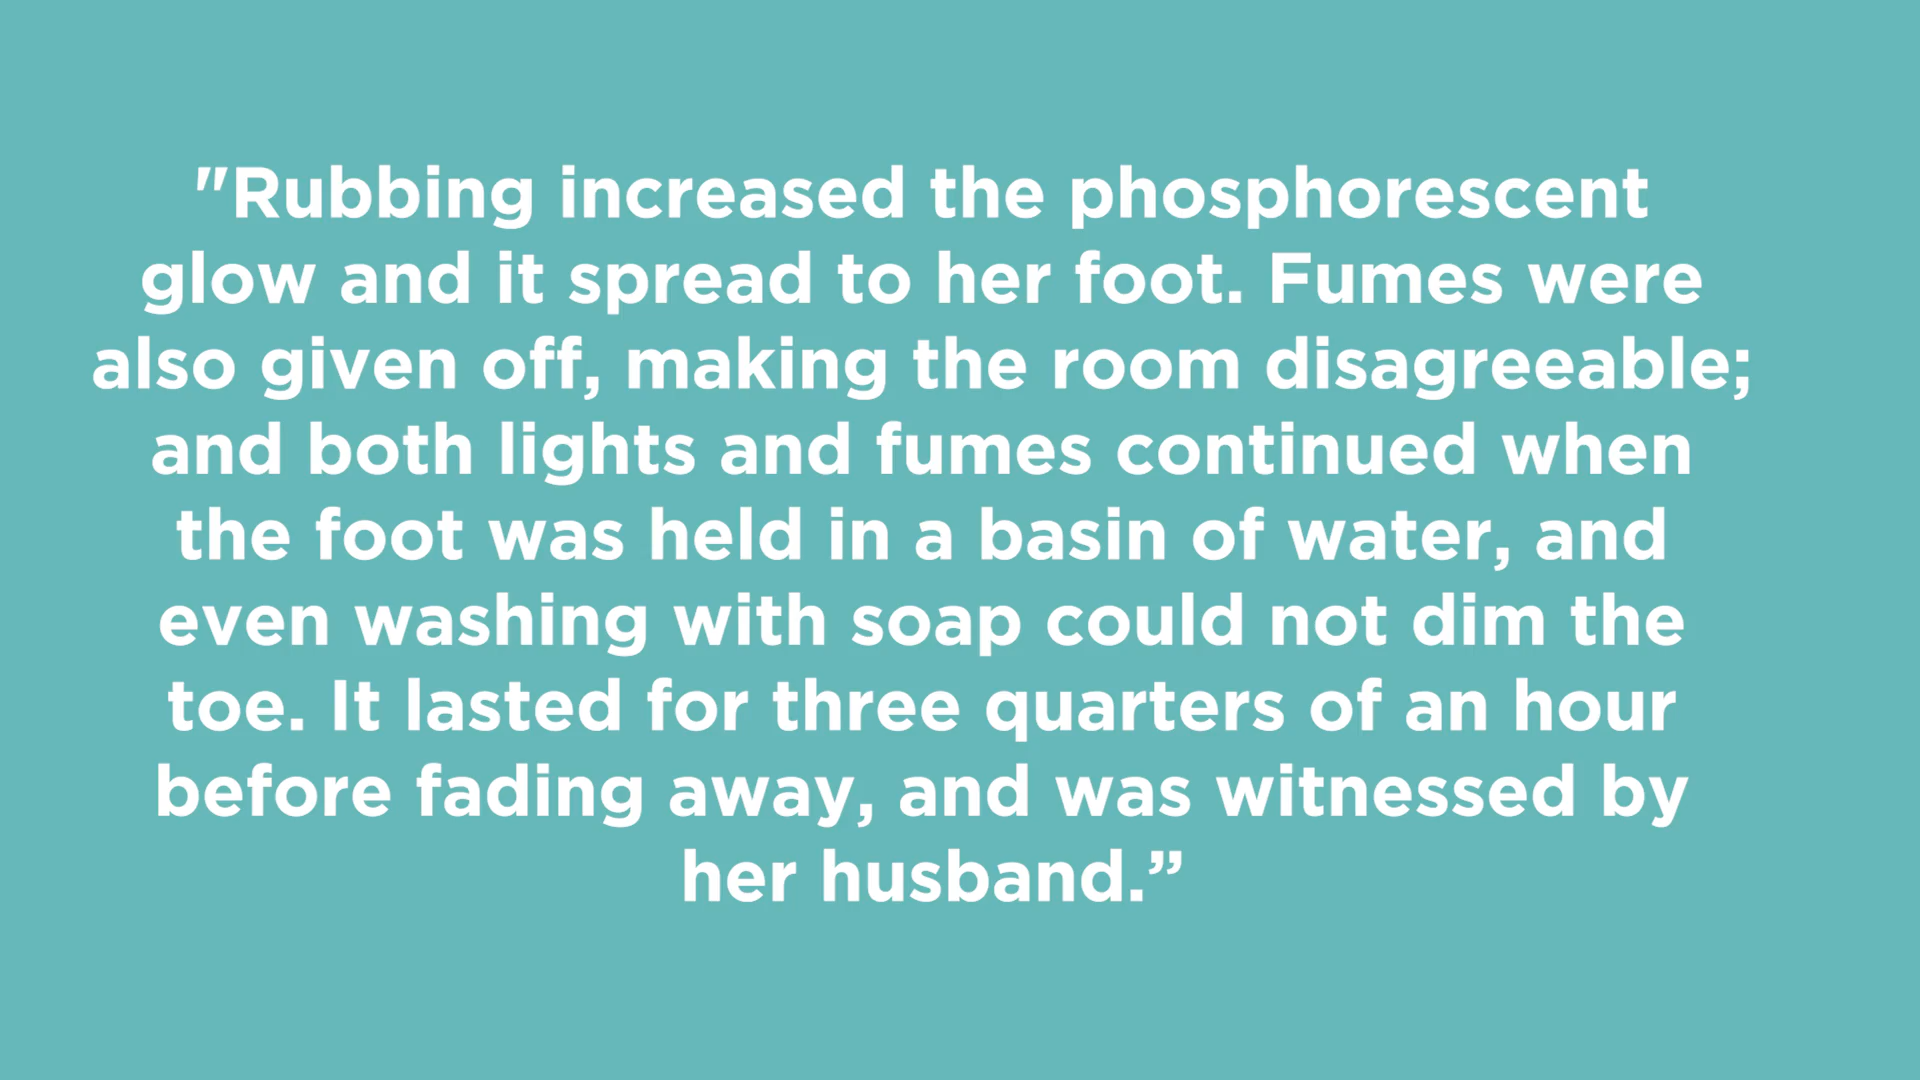 "Rubbing increased the phosphorescent
glow and it spread to her foot. Fumes were
also given off, making the room disagreeable;
and both lights and fumes continued when
the foot was held in a basin of water, and
even washing with soap could not dim the
toe. It lasted for three quarters of an hour
before fading away, and was witnessed by
her husband.”